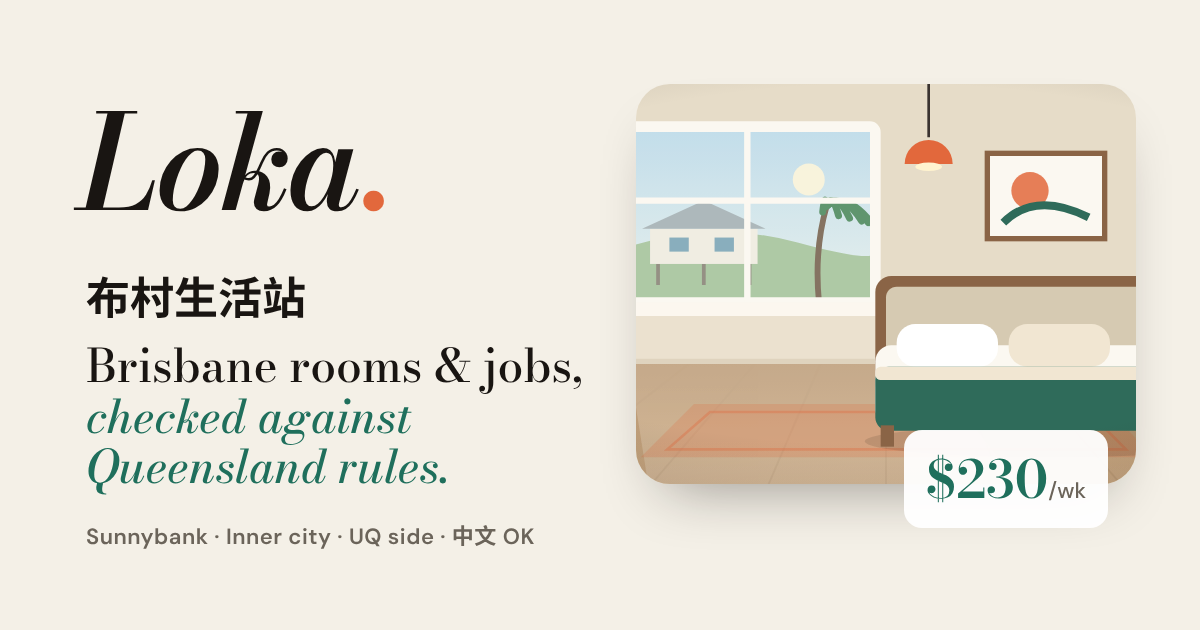 Loka.
布村生活站
Brisbane rooms & jobs,
checked against
Queensland rules.
Sunnybank · Inner city · UQ side · 中文 OK
$230/wk